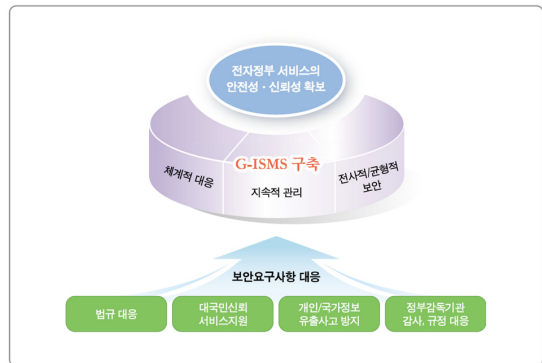 전자정부 서비스의
안전성 · 신뢰성 확보
G-ISMS 구축
체계적 대응
지속적 관리
전사적/균형적
보안
보안요구사항 대응
법규 대응
대국민신뢰
서비스지원
개인/국가정보
유출사고 방지
정부감독기관
감사, 규정 대응